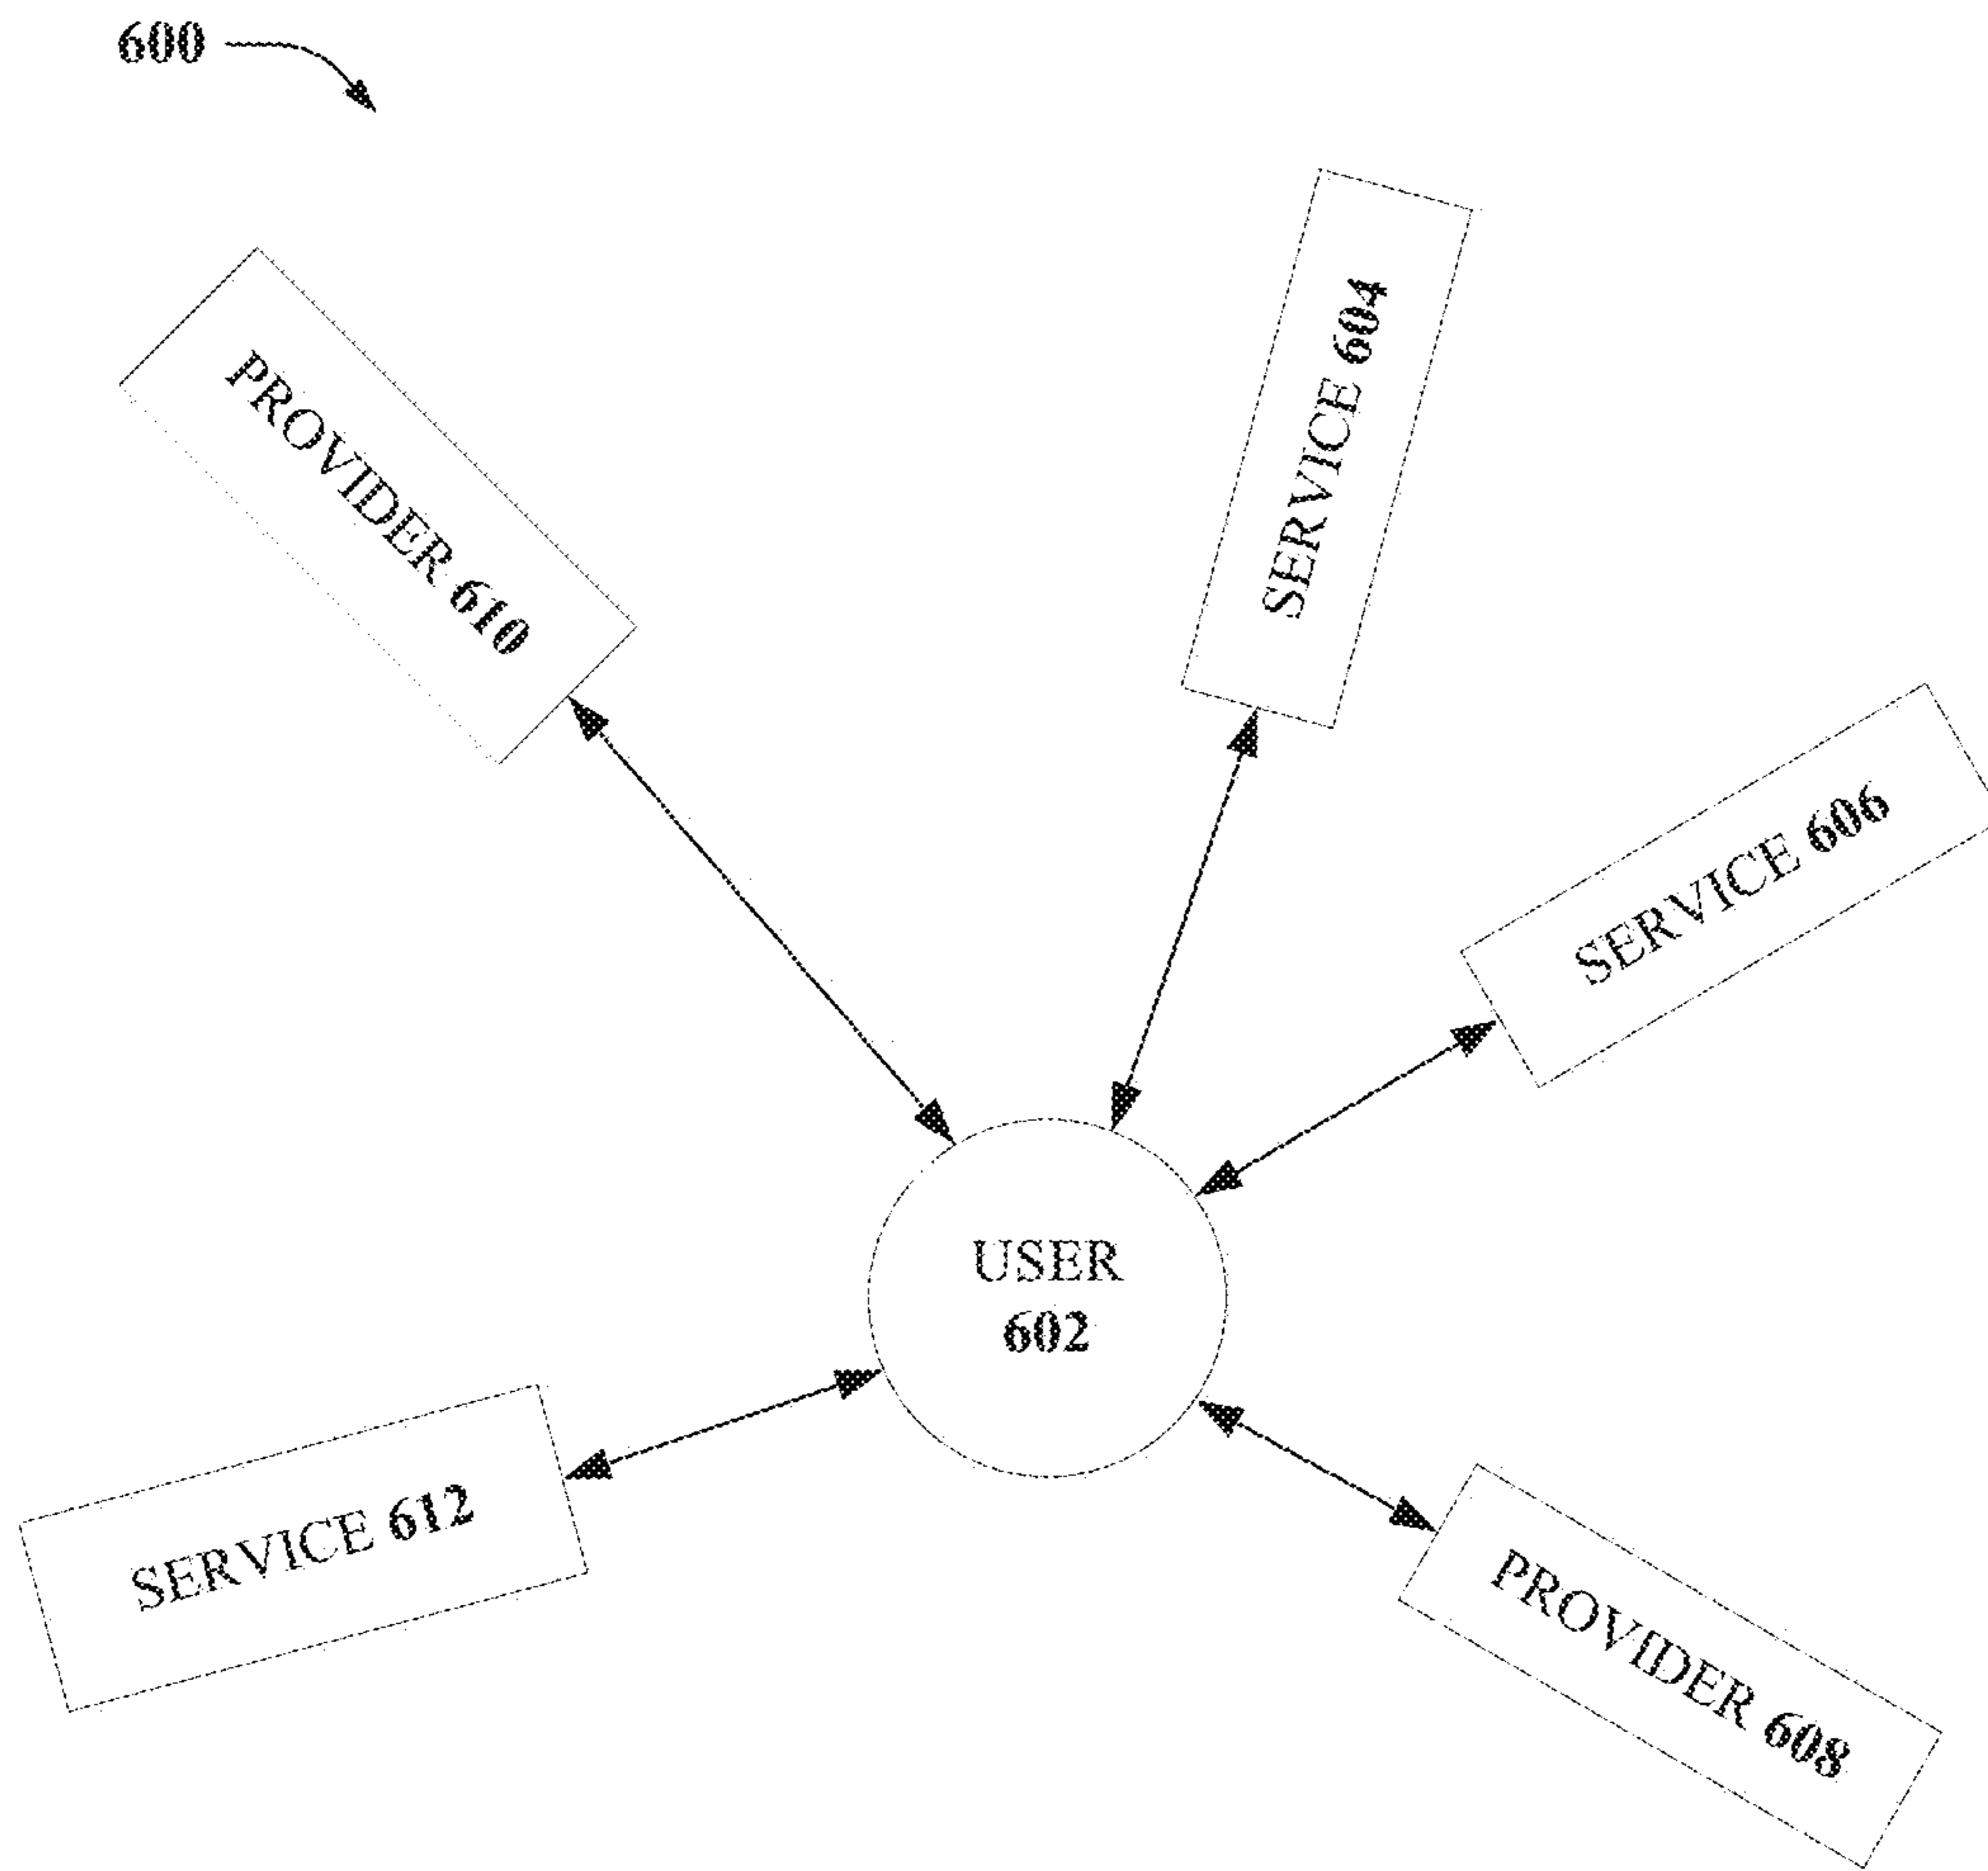 600
PROVIDER 610
SERVICE 604
SERVICE 606
USER
602
SERVICE 612
PROVIDER 608